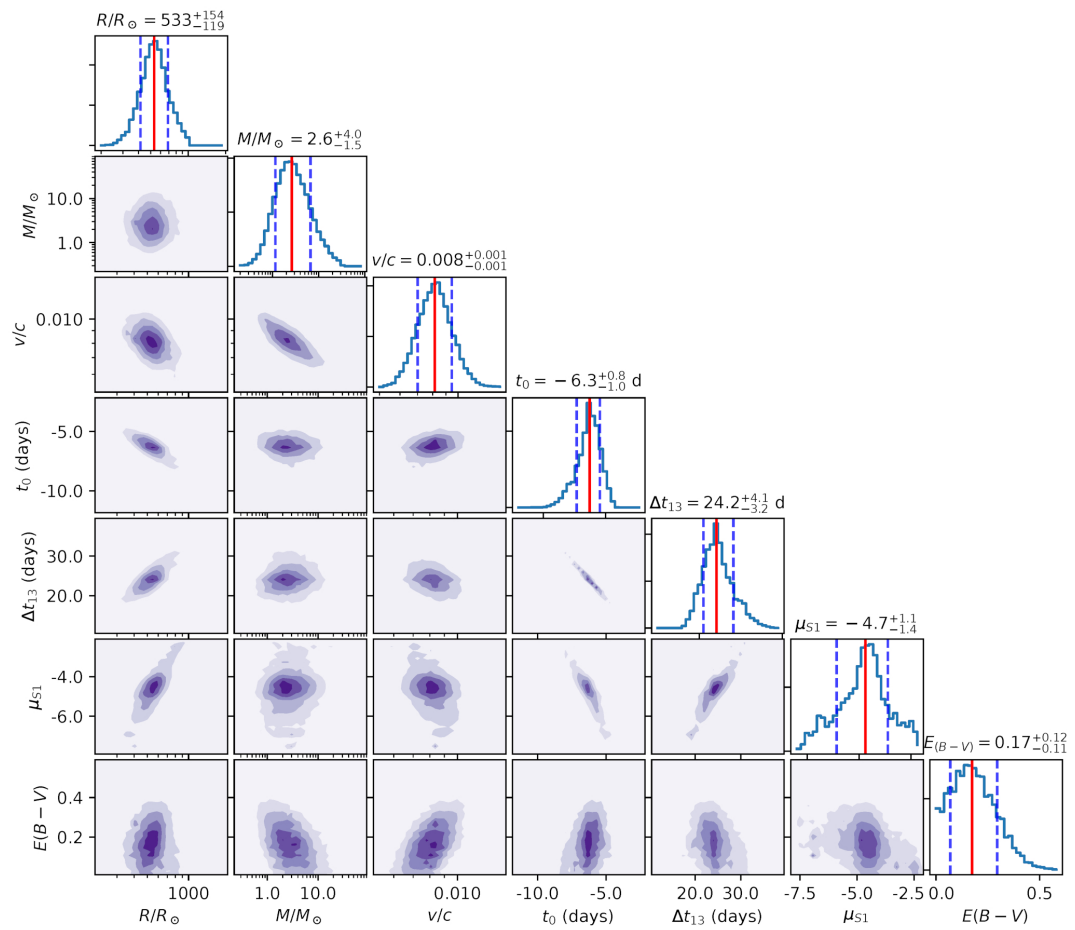 R/R⊙ = 533+154−119
M/M⊙ = 2.6+4.0−1.5
M/M⊙
10.0
1.0
v/c = 0.008+0.001−0.001
v/c
0.010
t0 = −6.3+0.8−1.0 d
t0 (days)
-5.0
-10.0
Δt13 = 24.2+4.1−3.2 d
Δt13 (days)
30.0
20.0
μS1 = −4.7+1.1−1.4
μS1
-4.0
-6.0
E(B−V) = 0.17+0.12−0.11
E(B − V)
0.4
0.2
1000 1.0 10.0 0.010 -10.0 -5.0 20.0 30.0 -7.5 -5.0 -2.5 0.0 0.5
R/R⊙ M/M⊙ v/c t0 (days) Δt13 (days) μS1 E(B − V)